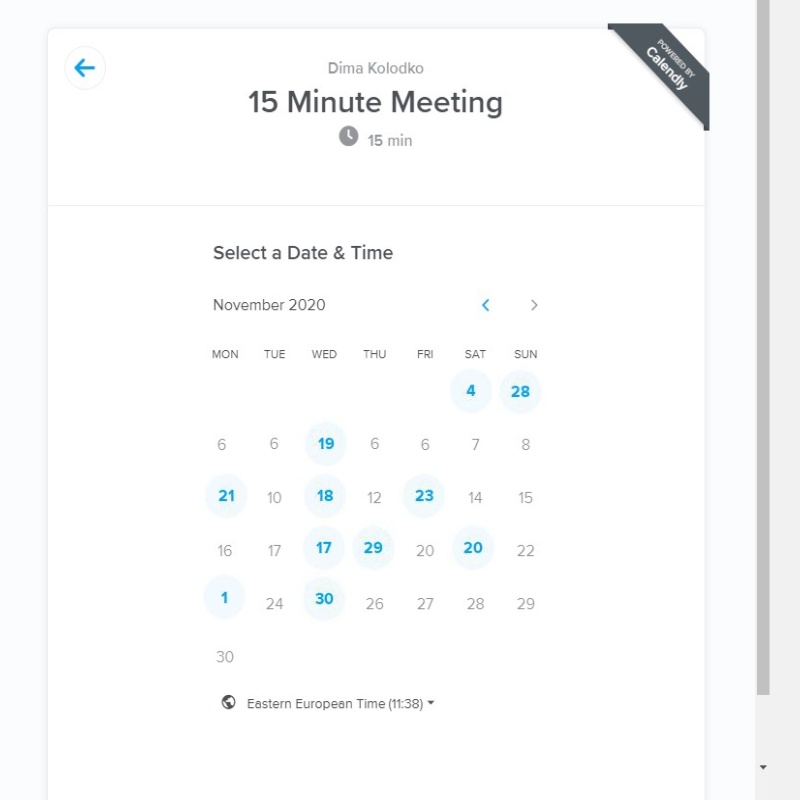 Dima Kolodko
POWERED BY
Calendly
15 Minute Meeting
15 min
Select a Date & Time
November 2020
MON TUE WED THU FRI SAT SUN
4 28
6 6 19 6 6 7 8
21 10 18 12 23 14 15
16 17 17 29 20 20 22
1 24 30 26 27 28 29
30
Eastern European Time (11:38)